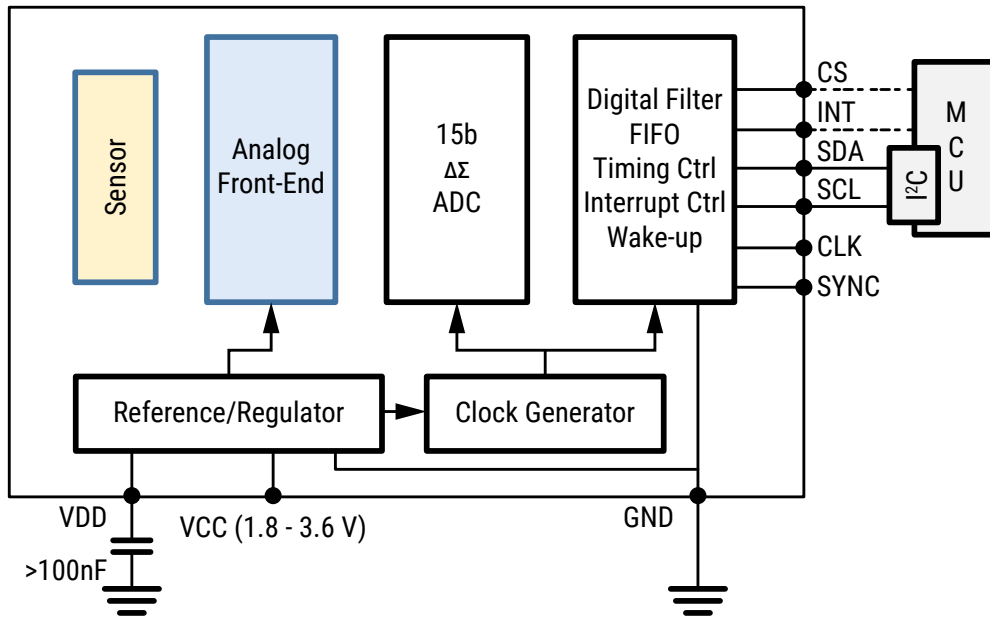 Sensor
Analog
Front-End
15b
ΔΣ
ADC
Digital Filter
FIFO
Timing Ctrl
Interrupt Ctrl
Wake-up
CS
INT
SDA
SCL
CLK
SYNC
I²C
M
C
U
Reference/Regulator
Clock Generator
VDD
VCC (1.8 - 3.6 V)
GND
>100nF